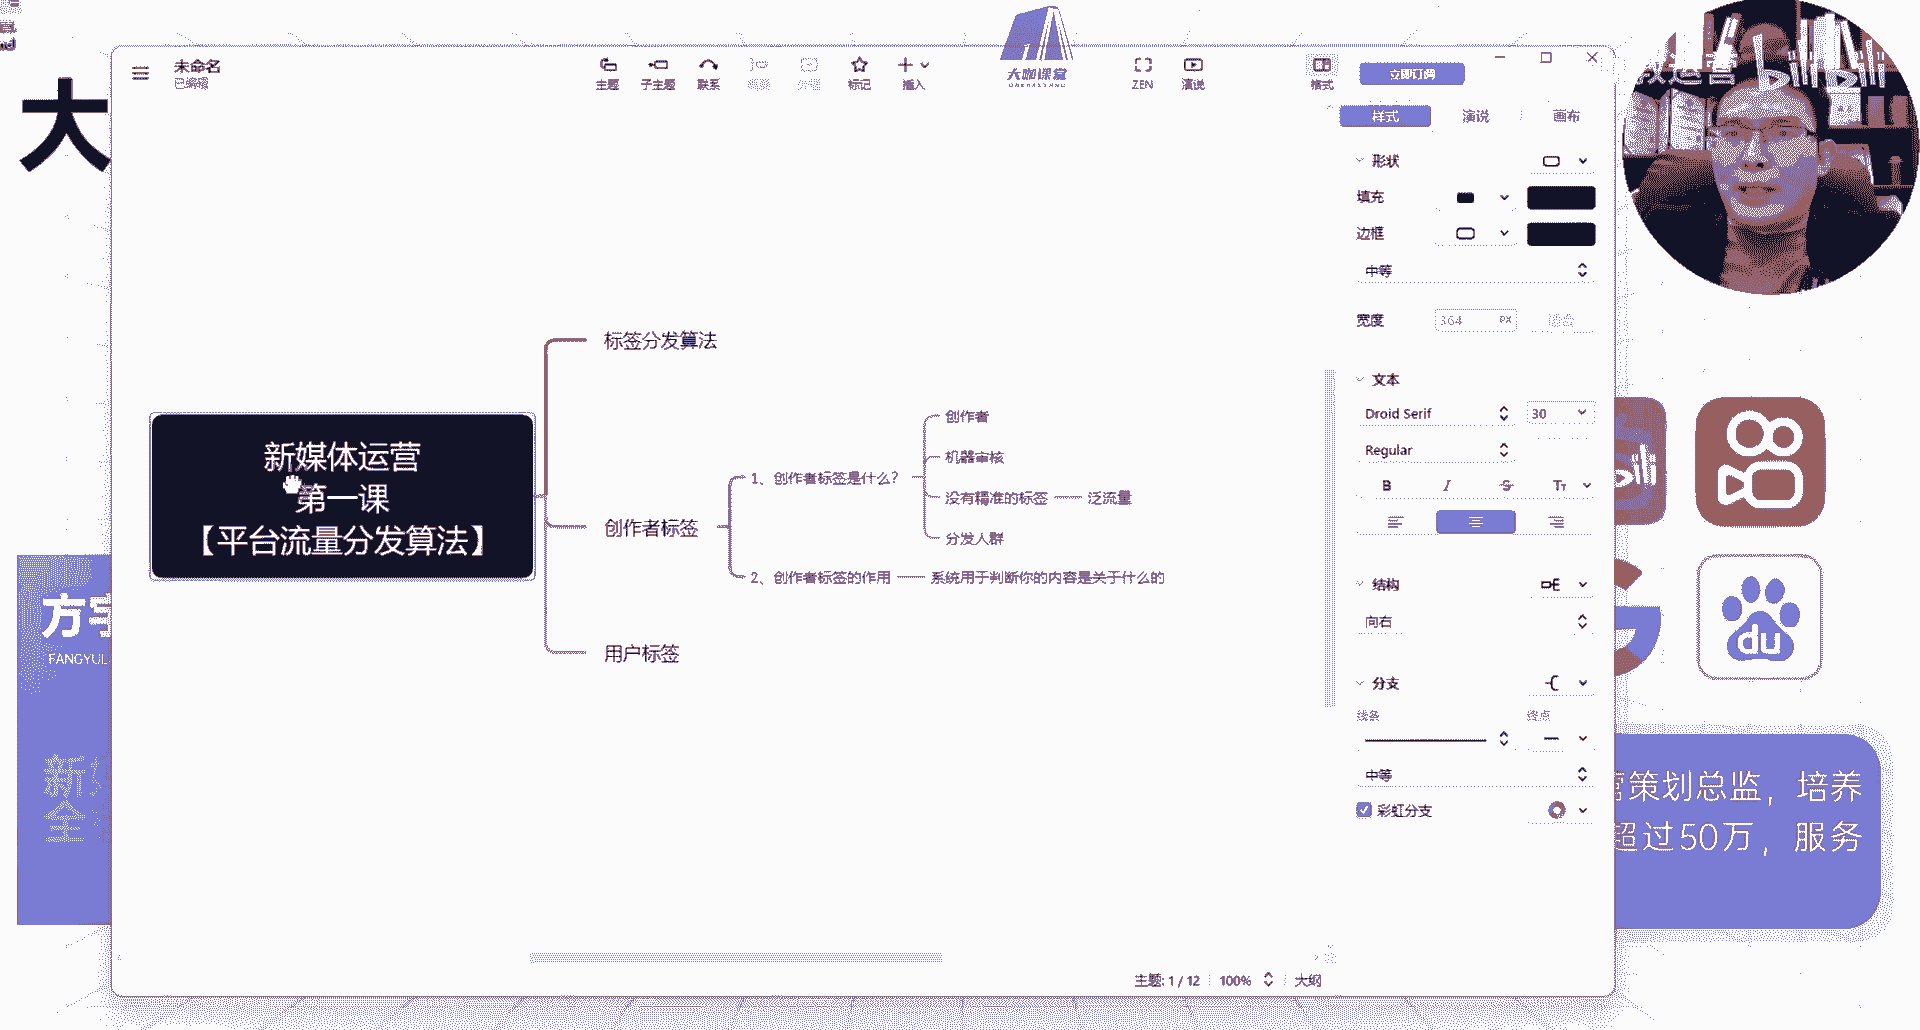 大
未命名
已编辑
主题
子主题
联系
概要
外框
标记
插入
大咖课堂
DAKAKETANG
ZEN
演说
格式
立即订阅
样式
演说
画布
形状
填充
边框
中等
宽度
364
PX
文本
Droid Serif
30
Regular
B
I
S
结构
向右
分支
线条
终点
中等
彩虹分支
标签分发算法
新媒体运营
第一课
【平台流量分发算法】
创作者标签
1、创作者标签是什么?
创作者
机器审核
没有精准的标签
泛流量
分发人群
2、创作者标签的作用
系统用于判断你的内容是关于什么的
用户标签
主题: 1 / 12
100%
大纲
方
FANGYU
新
全
du
策划总监，培养
超过50万，服务